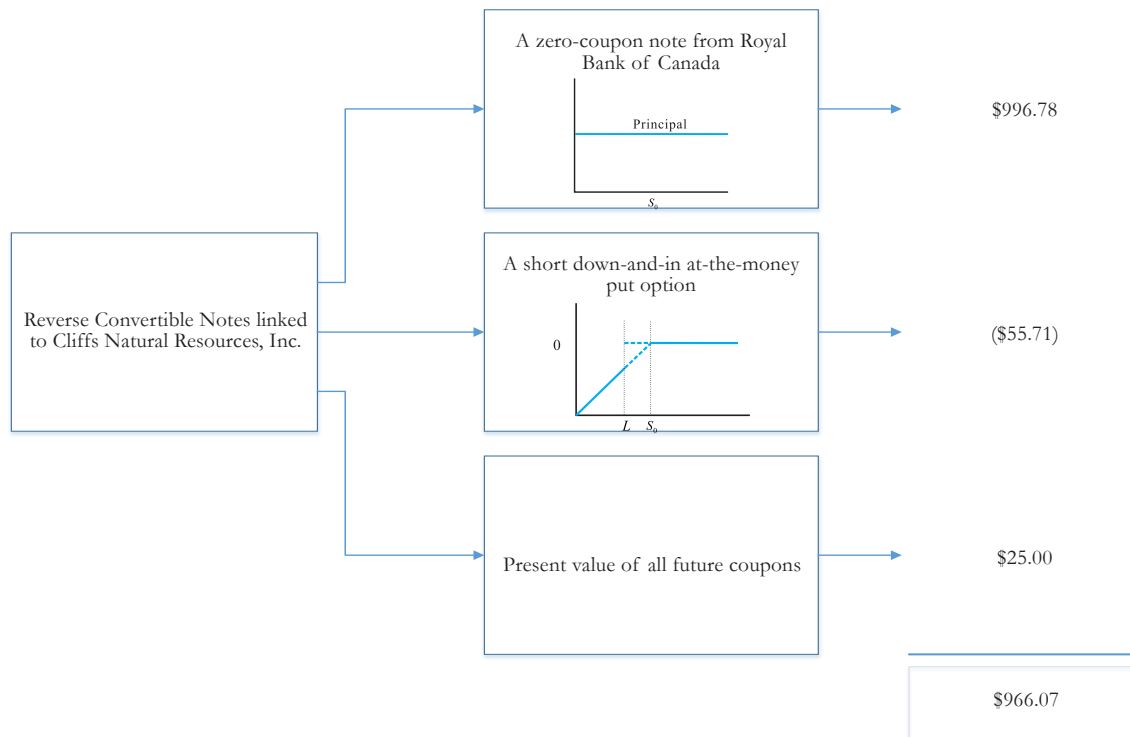 A zero-coupon note from Royal
Bank of Canada
Principal
S0
$996.78
Reverse Convertible Notes linked
to Cliffs Natural Resources, Inc.
A short down-and-in at-the-money
put option
0
L S0
($55.71)
Present value of all future coupons
$25.00
$966.07